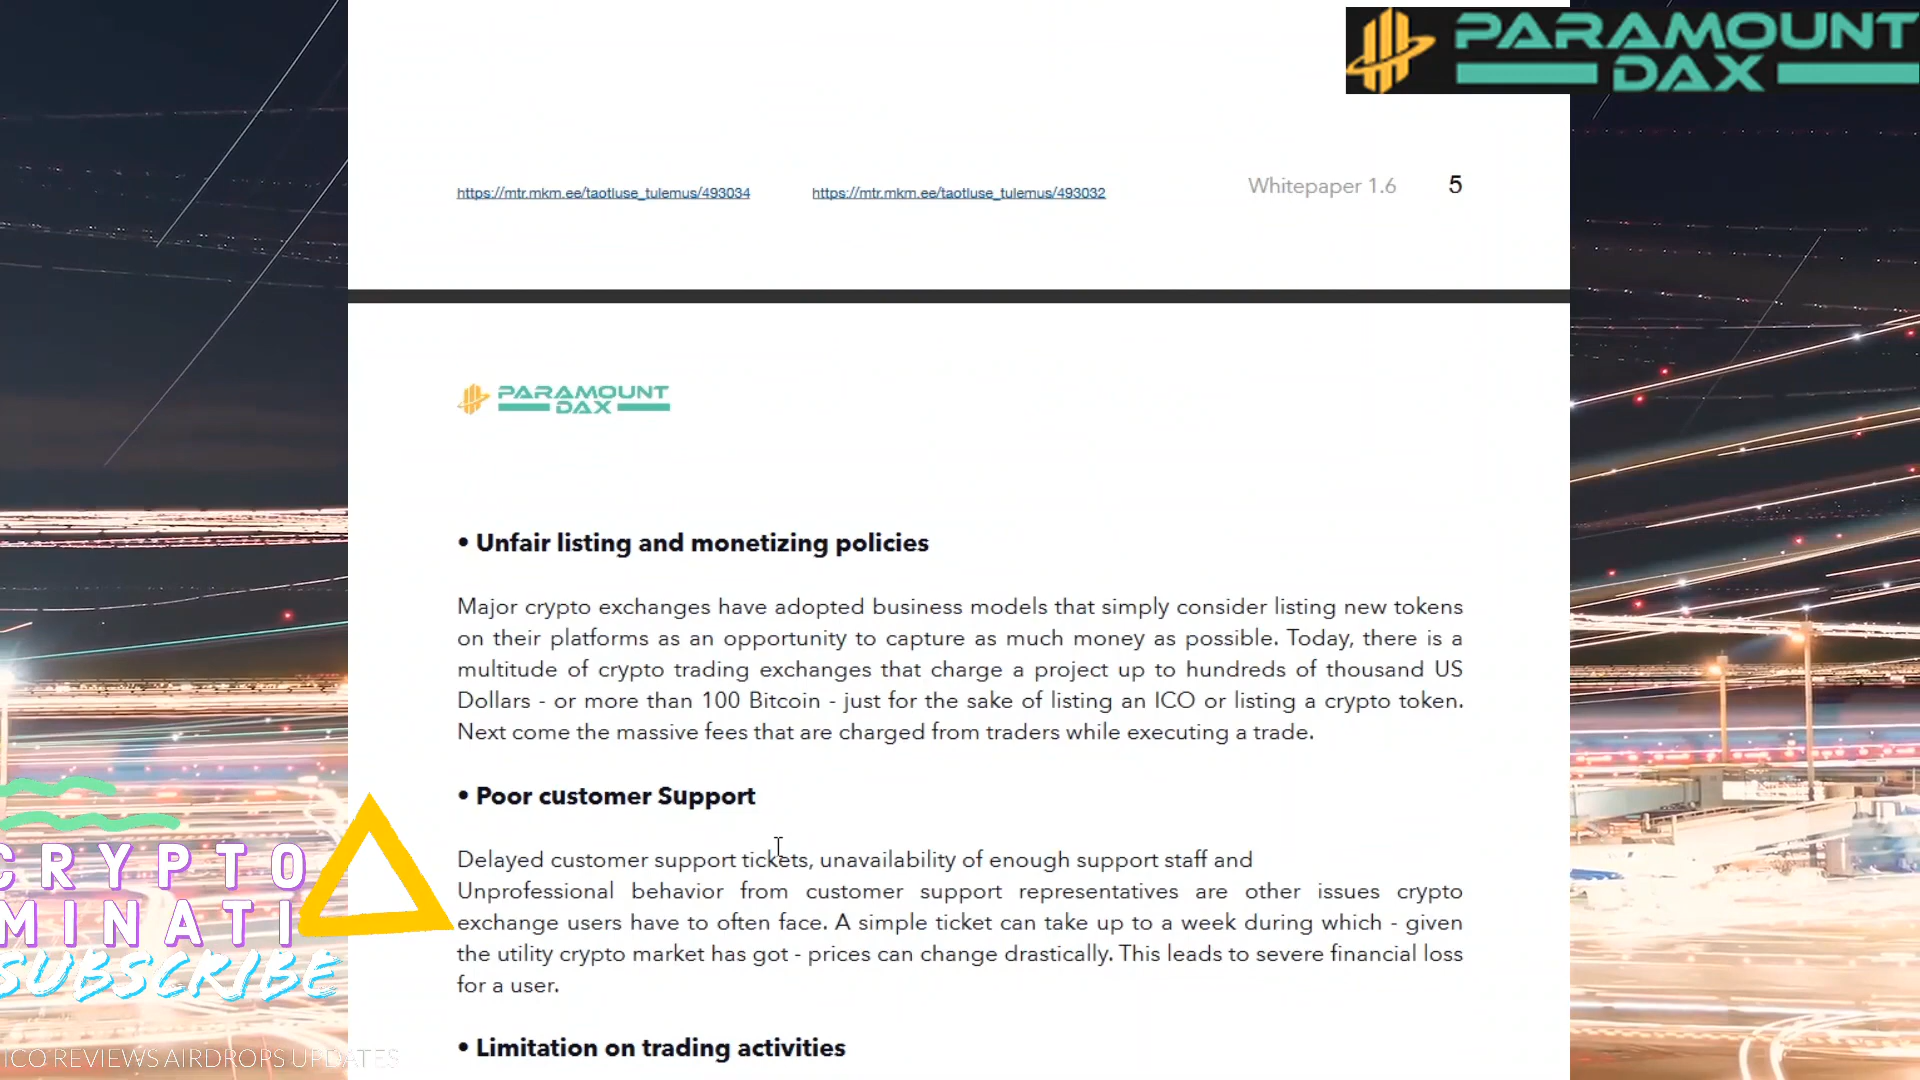 PARAMOUNT
DAX
https://mtr.mkm.ee/taotluse_tulemus/493034 https://mtr.mkm.ee/taotluse_tulemus/493032 Whitepaper 1.6 5
PARAMOUNT
DAX
• Unfair listing and monetizing policies
Major crypto exchanges have adopted business models that simply consider listing new tokens
on their platforms as an opportunity to capture as much money as possible. Today, there is a
multitude of crypto trading exchanges that charge a project up to hundreds of thousand US
Dollars - or more than 100 Bitcoin - just for the sake of listing an ICO or listing a crypto token.
Next come the massive fees that are charged from traders while executing a trade.
• Poor customer Support
Delayed customer support tickets, unavailability of enough support staff and
Unprofessional behavior from customer support representatives are other issues crypto
exchange users have to often face. A simple ticket can take up to a week during which - given
the utility crypto market has got - prices can change drastically. This leads to severe financial loss
for a user.
• Limitation on trading activities
CRYPTO
MINATI
SUBSCRIBE
ICO REVIEWS AIRDROPS UPDATES